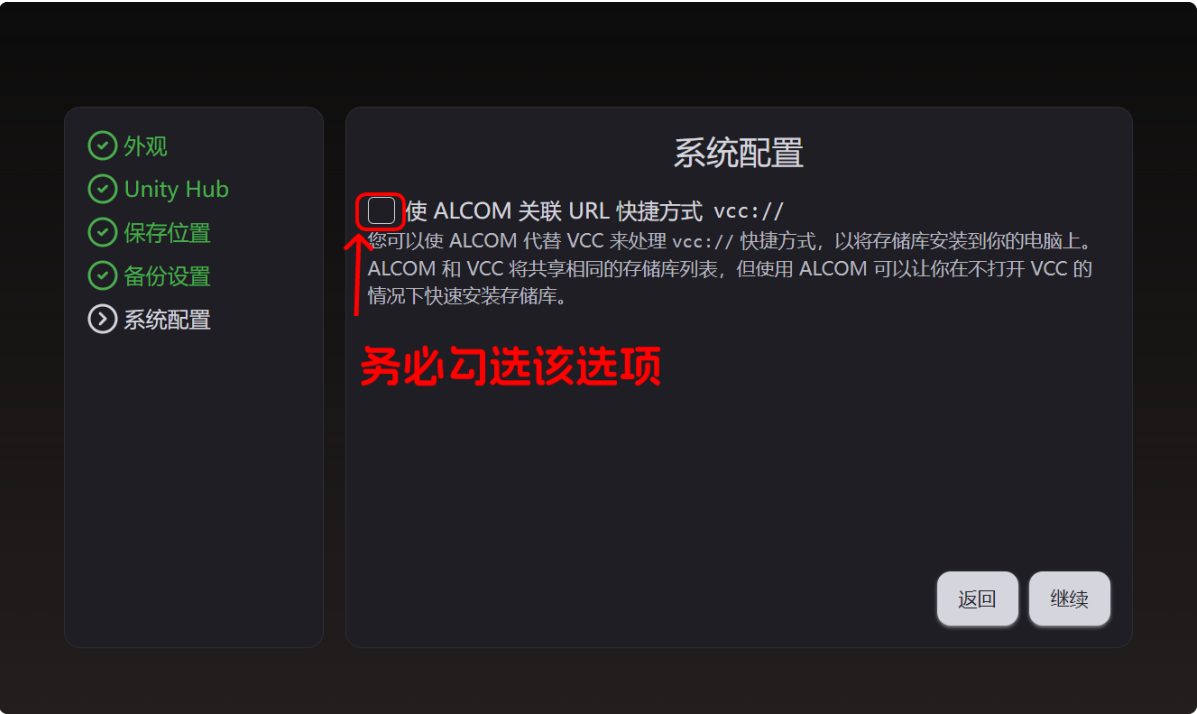 外观
Unity Hub
保存位置
备份设置
系统配置
系统配置
使 ALCOM 关联 URL 快捷方式 vcc://
您可以使 ALCOM 代替 VCC 来处理 vcc:// 快捷方式，以将存储库安装到你的电脑上。
ALCOM 和 VCC 将共享相同的存储库列表，但使用 ALCOM 可以让你在不打开 VCC 的
情况下快速安装存储库。
务必勾选该选项
返回
继续